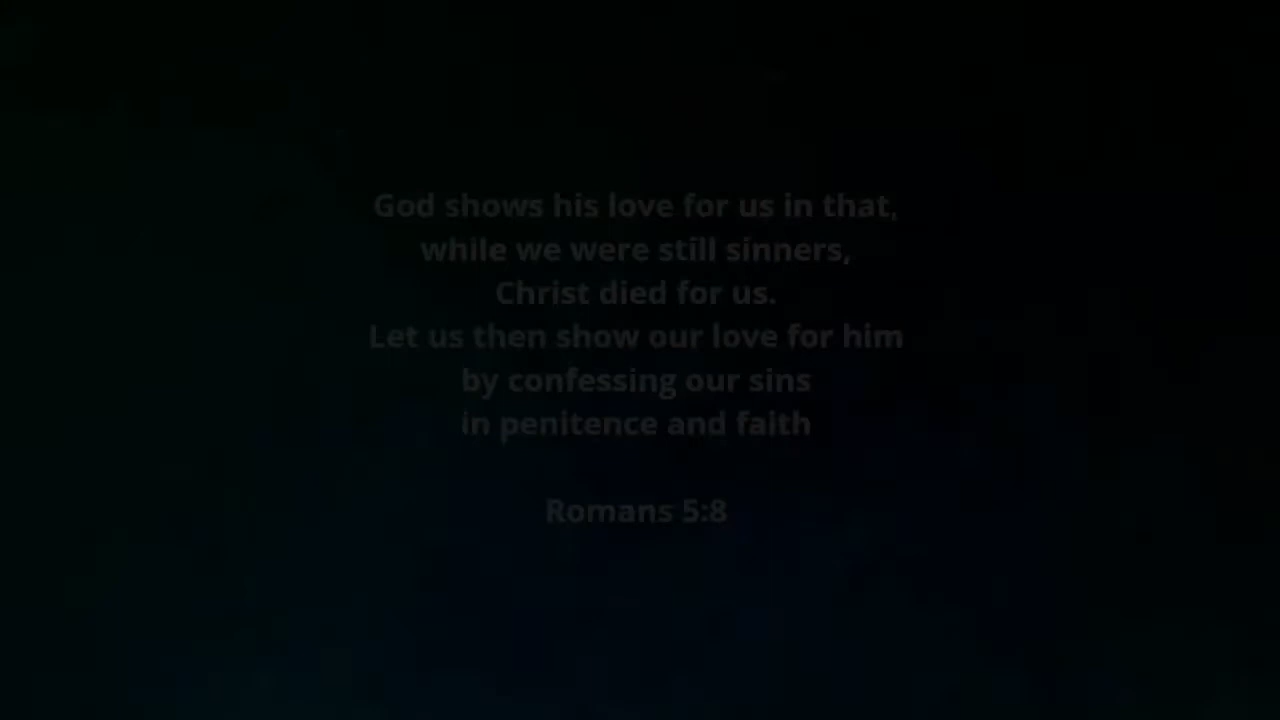 God shows his love for us in that,
while we were still sinners,
Christ died for us.
Let us then show our love for him
by confessing our sins
in penitence and faith
Romans 5:8